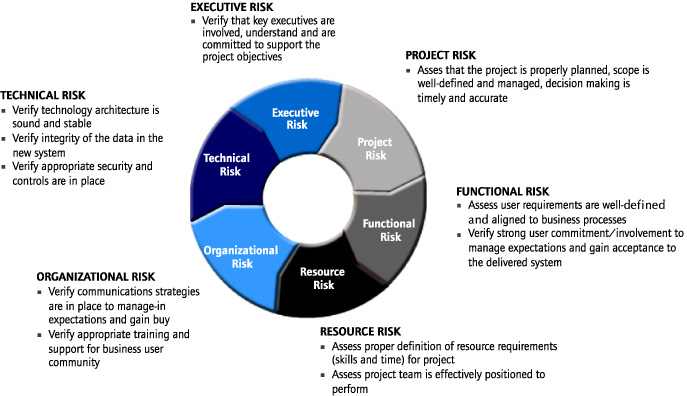 EXECUTIVE RISK
▪ Verify that key executives are
involved, understand and are
committed to support the
project objectives
PROJECT RISK
▪ Asses that the project is properly planned, scope is
well-defined and managed, decision making is
timely and accurate
TECHNICAL RISK
▪ Verify technology architecture is
sound and stable
▪ Verify integrity of the data in the
new system
▪ Verify appropriate security and
controls are in place
Executive
Risk
Project
Risk
Technical
Risk
Functional
Risk
Organizational
Risk
Resource
Risk
FUNCTIONAL RISK
▪ Assess user requirements are well-defined
and aligned to business processes
▪ Verify strong user commitment/involvement to
manage expectations and gain acceptance to
the delivered system
ORGANIZATIONAL RISK
▪ Verify communications strategies
are in place to manage-in
expectations and gain buy
▪ Verify appropriate training and
support for business user
community
RESOURCE RISK
▪ Assess proper definition of resource requirements
(skills and time) for project
▪ Assess project team is effectively positioned to
perform